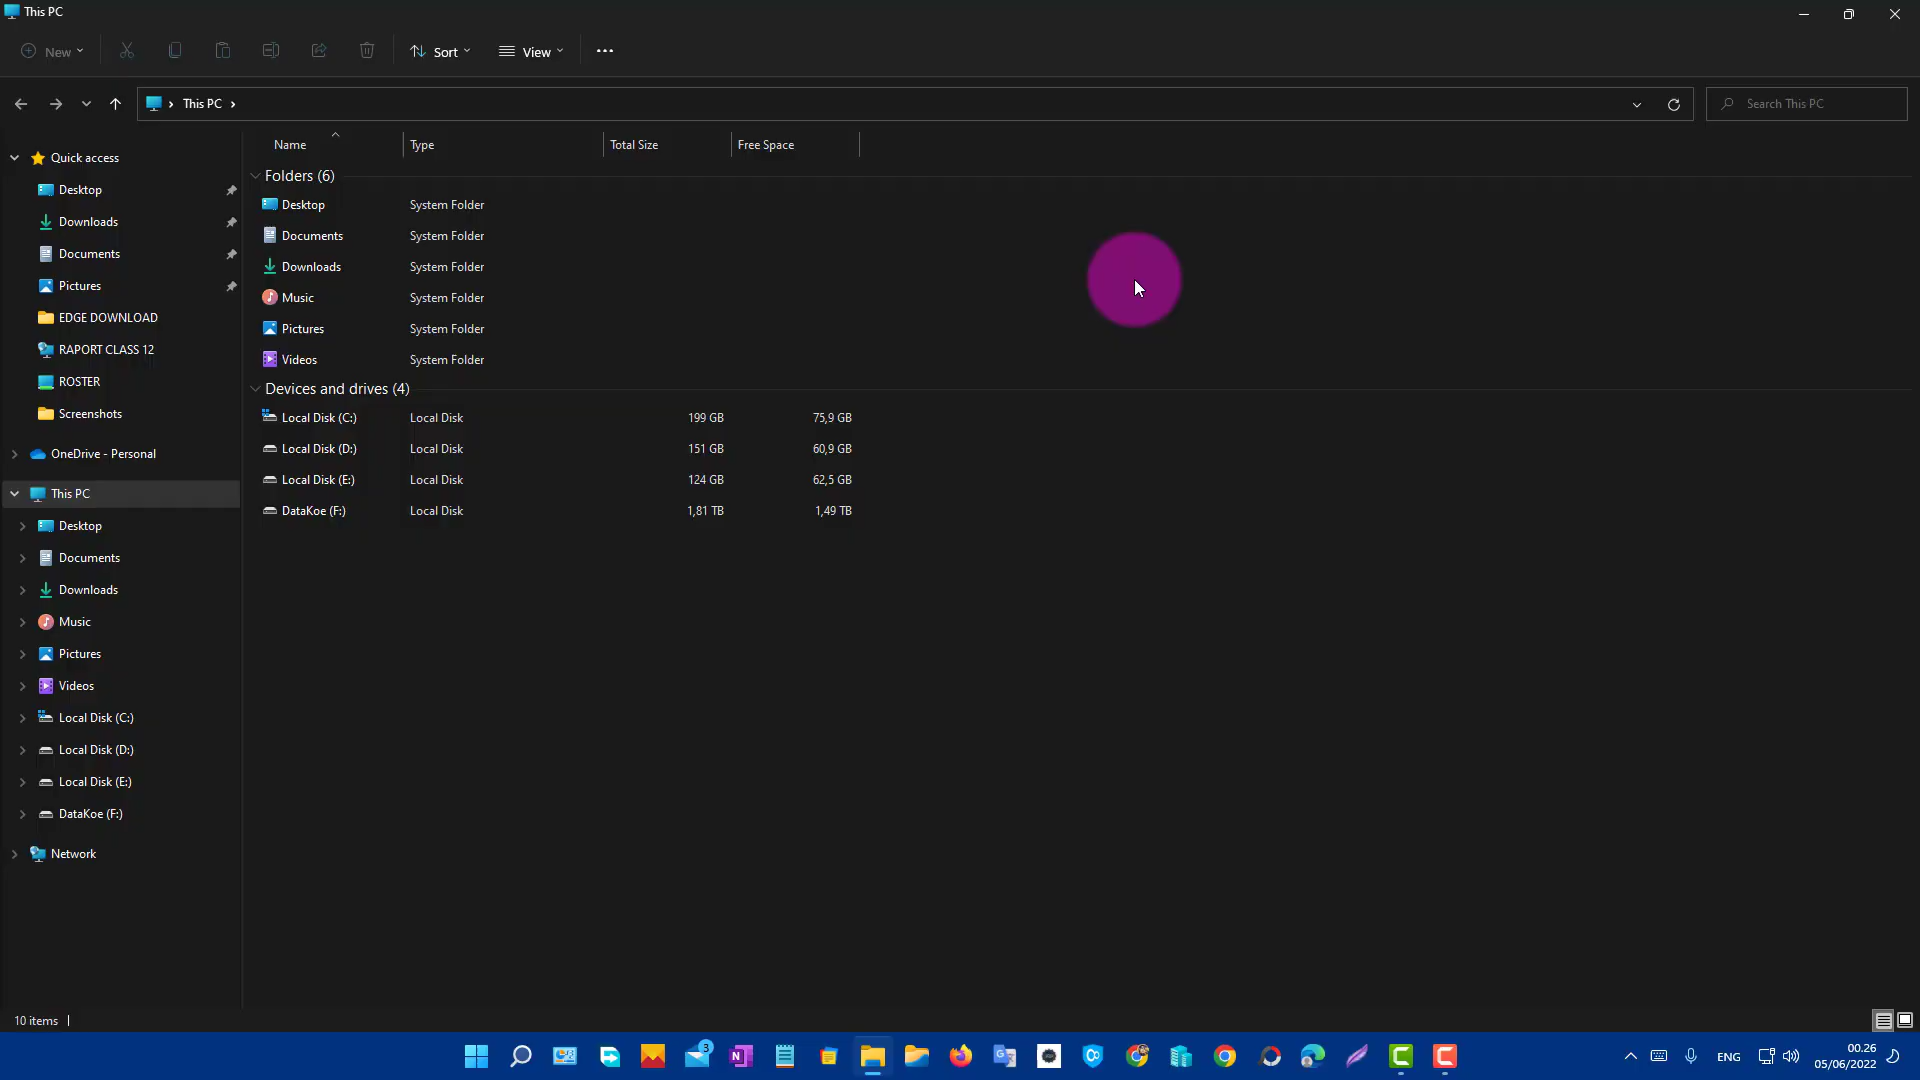 This PC
New
Sort
View
This PC
Search This PC
Name Type Total Size Free Space
Quick access
Desktop
Downloads
Documents
Pictures
EDGE DOWNLOAD
RAPORT CLASS 12
ROSTER
Screenshots
OneDrive - Personal
This PC
Desktop
Documents
Downloads
Music
Pictures
Videos
Local Disk (C:)
Local Disk (D:)
Local Disk (E:)
DataKoe (F:)
Network
Folders (6)
Desktop System Folder
Documents System Folder
Downloads System Folder
Music System Folder
Pictures System Folder
Videos System Folder
Devices and drives (4)
Local Disk (C:) Local Disk 199 GB 75,9 GB
Local Disk (D:) Local Disk 151 GB 60,9 GB
Local Disk (E:) Local Disk 124 GB 62,5 GB
DataKoe (F:) Local Disk 1,81 TB 1,49 TB
10 items
3
N
ENG
00.26
05/06/2022